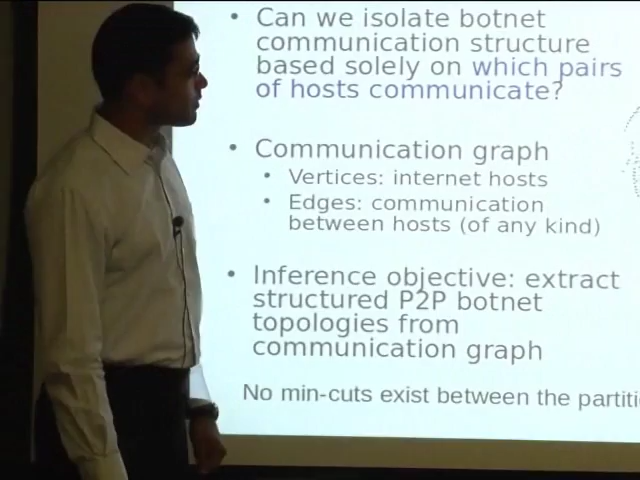 • Can we isolate botnet
communication structure
based solely on which pairs
of hosts communicate?
• Communication graph
• Vertices: internet hosts
• Edges: communication
between hosts (of any kind)
• Inference objective: extract
structured P2P botnet
topologies from
communication graph
No min-cuts exist between the partiti